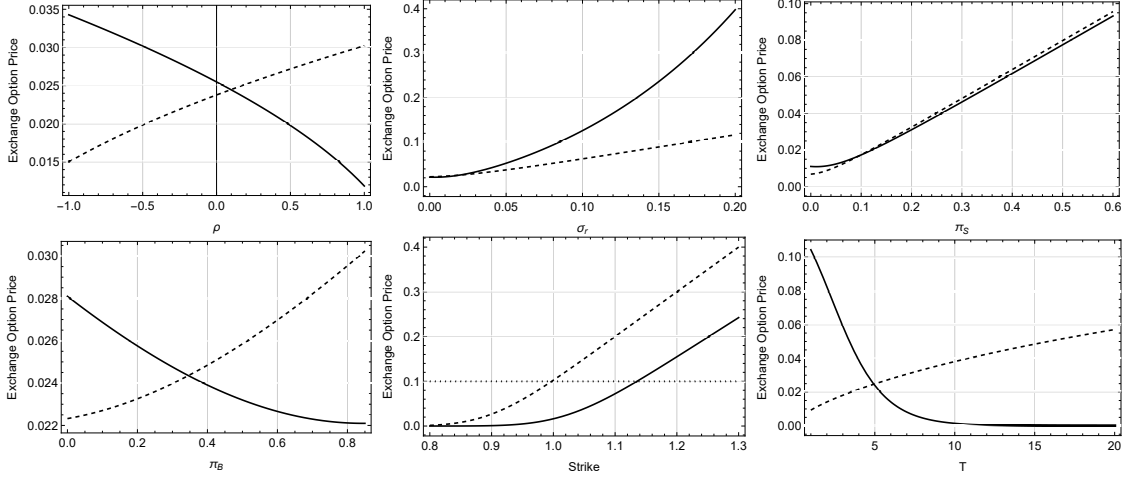 Exchange Option Price
0.035
0.030
0.025
0.020
0.015
−1.0 −0.5 0.0 0.5 1.0
ρ
Exchange Option Price
0.4
0.3
0.2
0.1
0.0
0.00 0.05 0.10 0.15 0.20
σr
Exchange Option Price
0.10
0.08
0.06
0.04
0.02
0.00
0.0 0.1 0.2 0.3 0.4 0.5 0.6
πS
Exchange Option Price
0.030
0.028
0.026
0.024
0.022
0.0 0.2 0.4 0.6 0.8
πB
Exchange Option Price
0.4
0.3
0.2
0.1
0.0
0.8 0.9 1.0 1.1 1.2 1.3
Strike
Exchange Option Price
0.10
0.08
0.06
0.04
0.02
0.00
5 10 15 20
T